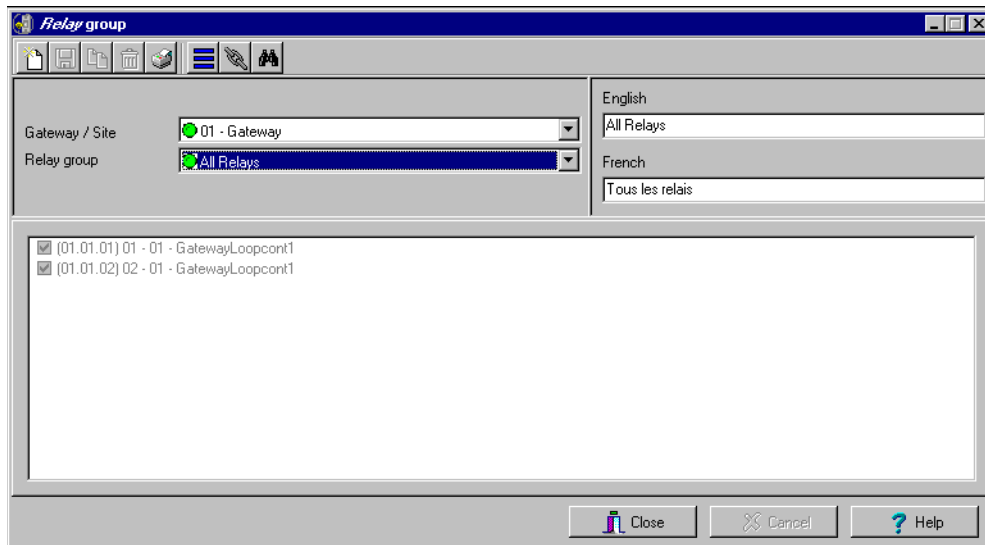 Relay group
English
Gateway / Site 01 - Gateway All Relays
Relay group All Relays French
Tous les relais
(01.01.01) 01 - 01 - GatewayLoopcont1
(01.01.02) 02 - 01 - GatewayLoopcont1
Close Cancel Help